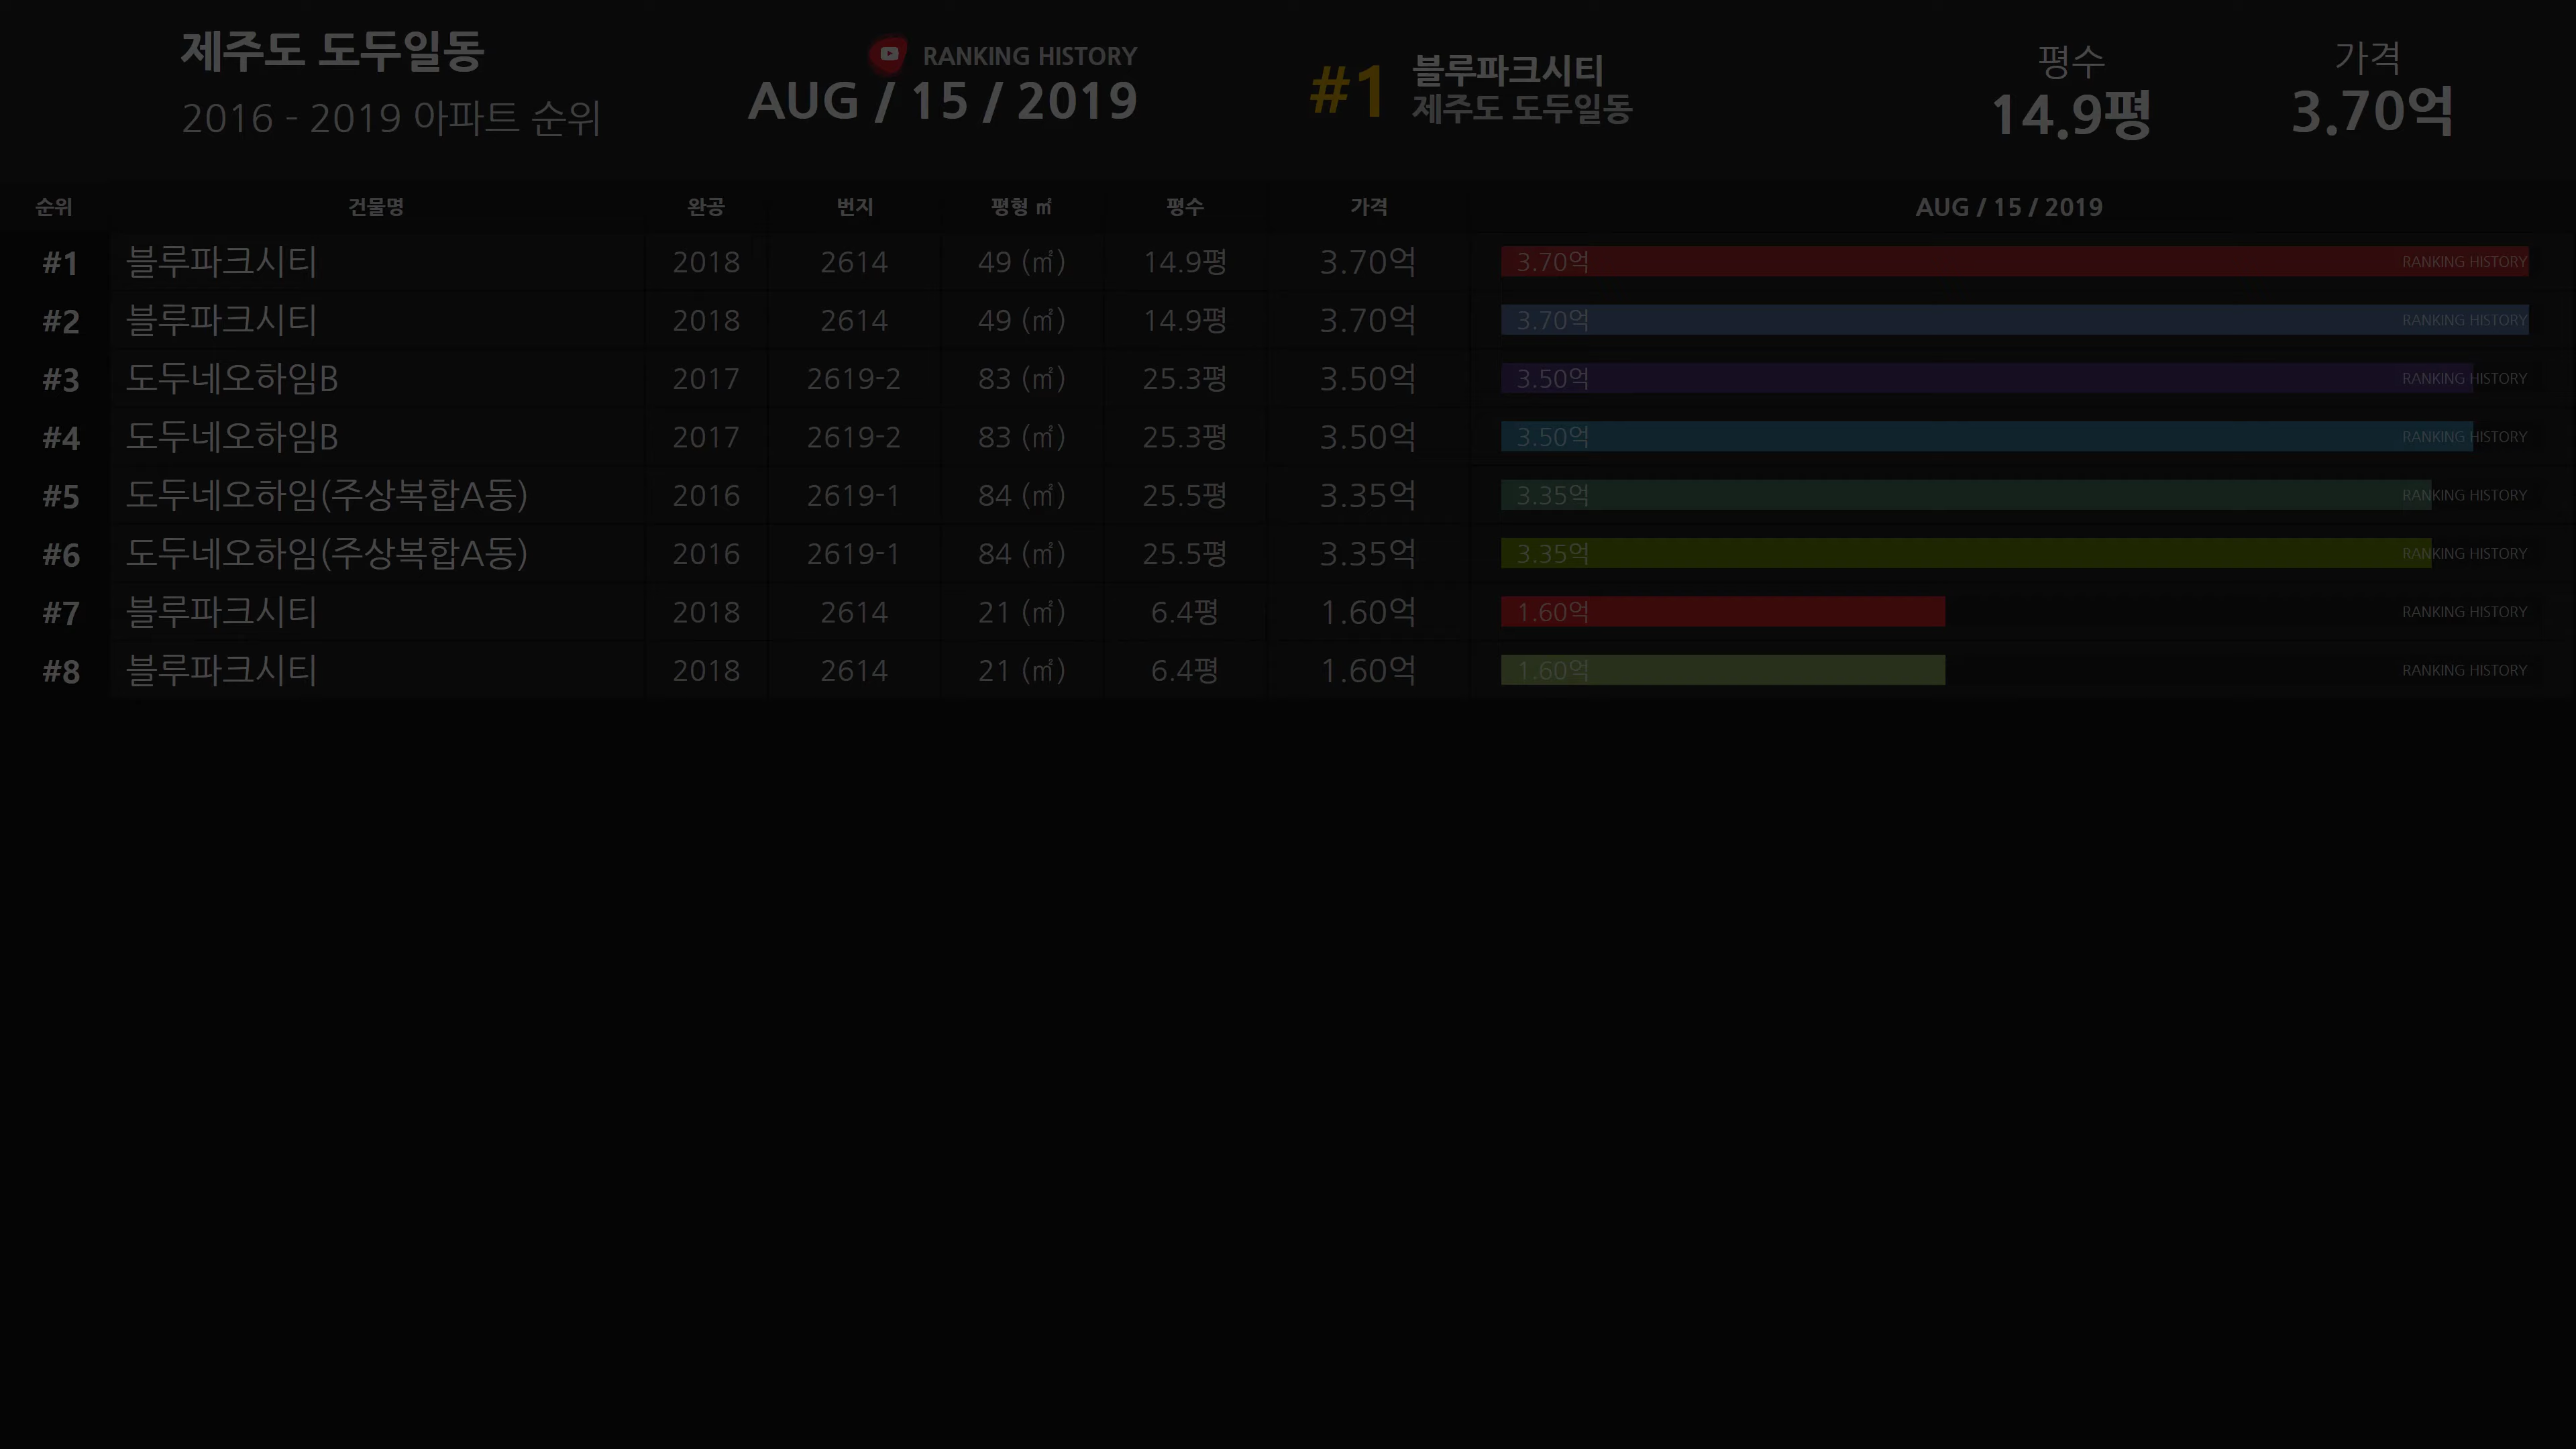 제주도 도두일동
2016 - 2019 아파트 순위
RANKING HISTORY
AUG / 15 / 2019
#1
블루파크시티
제주도 도두일동
평수
14.9평
가격
3.70억
순위 건물명 완공 번지 평형 ㎡ 평수 가격 AUG / 15 / 2019
#1 블루파크시티 2018 2614 49 (㎡) 14.9평 3.70억 3.70억 RANKING HISTORY
#2 블루파크시티 2018 2614 49 (㎡) 14.9평 3.70억 3.70억 RANKING HISTORY
#3 도두네오하임B 2017 2619-2 83 (㎡) 25.3평 3.50억 3.50억 RANKING HISTORY
#4 도두네오하임B 2017 2619-2 83 (㎡) 25.3평 3.50억 3.50억 RANKING HISTORY
#5 도두네오하임(주상복합A동) 2016 2619-1 84 (㎡) 25.5평 3.35억 3.35억 RANKING HISTORY
#6 도두네오하임(주상복합A동) 2016 2619-1 84 (㎡) 25.5평 3.35억 3.35억 RANKING HISTORY
#7 블루파크시티 2018 2614 21 (㎡) 6.4평 1.60억 1.60억 RANKING HISTORY
#8 블루파크시티 2018 2614 21 (㎡) 6.4평 1.60억 1.60억 RANKING HISTORY